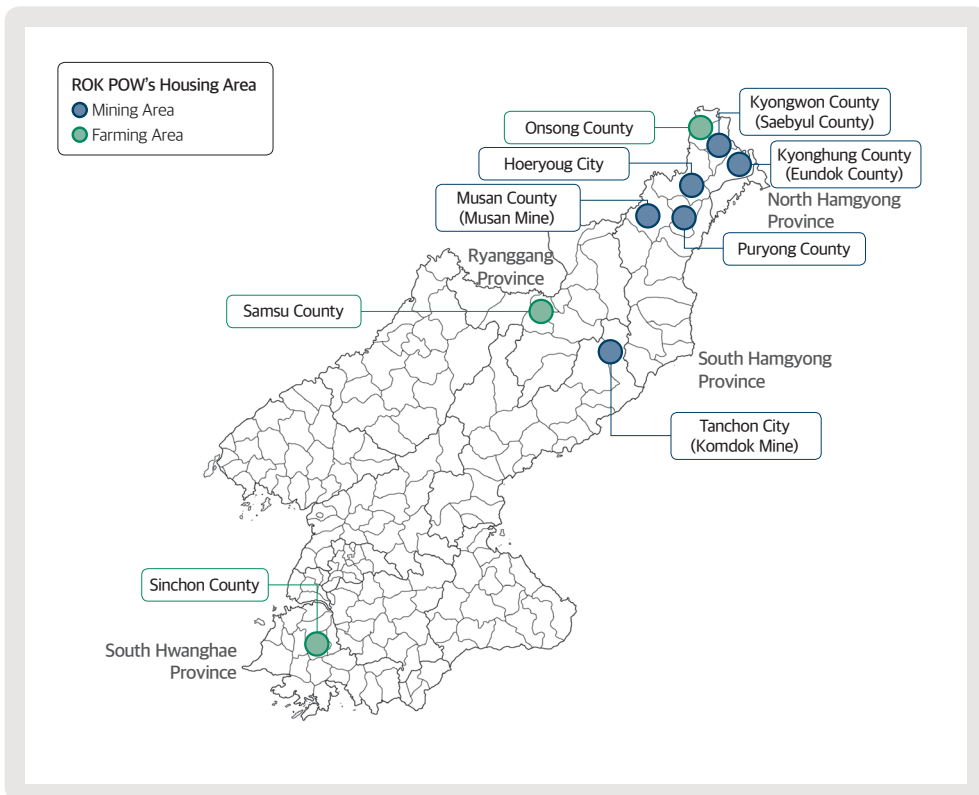 ROK POW's Housing Area
Mining Area
Farming Area
Kyongwon County
(Saebyul County)
Onsong County
Kyonghung County
(Eundok County)
Hoeryoug City
Musan County
(Musan Mine)
North Hamgyong
Province
Puryong County
Ryanggang
Province
Samsu County
South Hamgyong
Province
Tanchon City
(Komdok Mine)
Sinchon County
South Hwanghae
Province